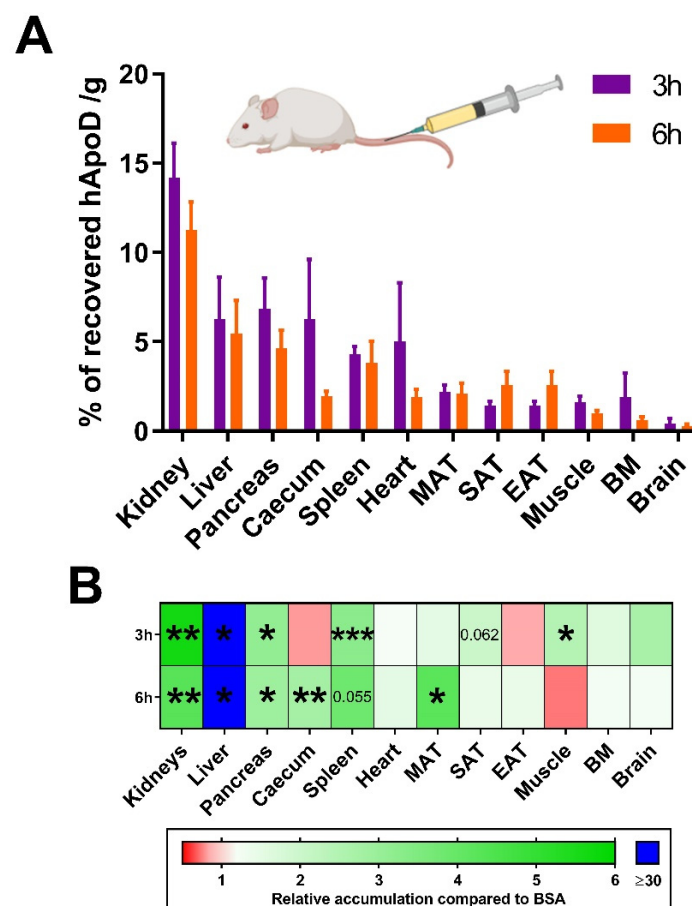 A
% of recovered hApoD /g
20
15
10
5
0
3h
6h
Kidney
Liver
Pancreas
Caecum
Spleen
Heart
MAT
SAT
EAT
Muscle
BM
Brain
B
3h
** * * *** 0.062 *
6h
** * * ** 0.055 *
Kidneys
Liver
Pancreas
Caecum
Spleen
Heart
MAT
SAT
EAT
Muscle
BM
Brain
1 2 3 4 5 6 ≥30
Relative accumulation compared to BSA